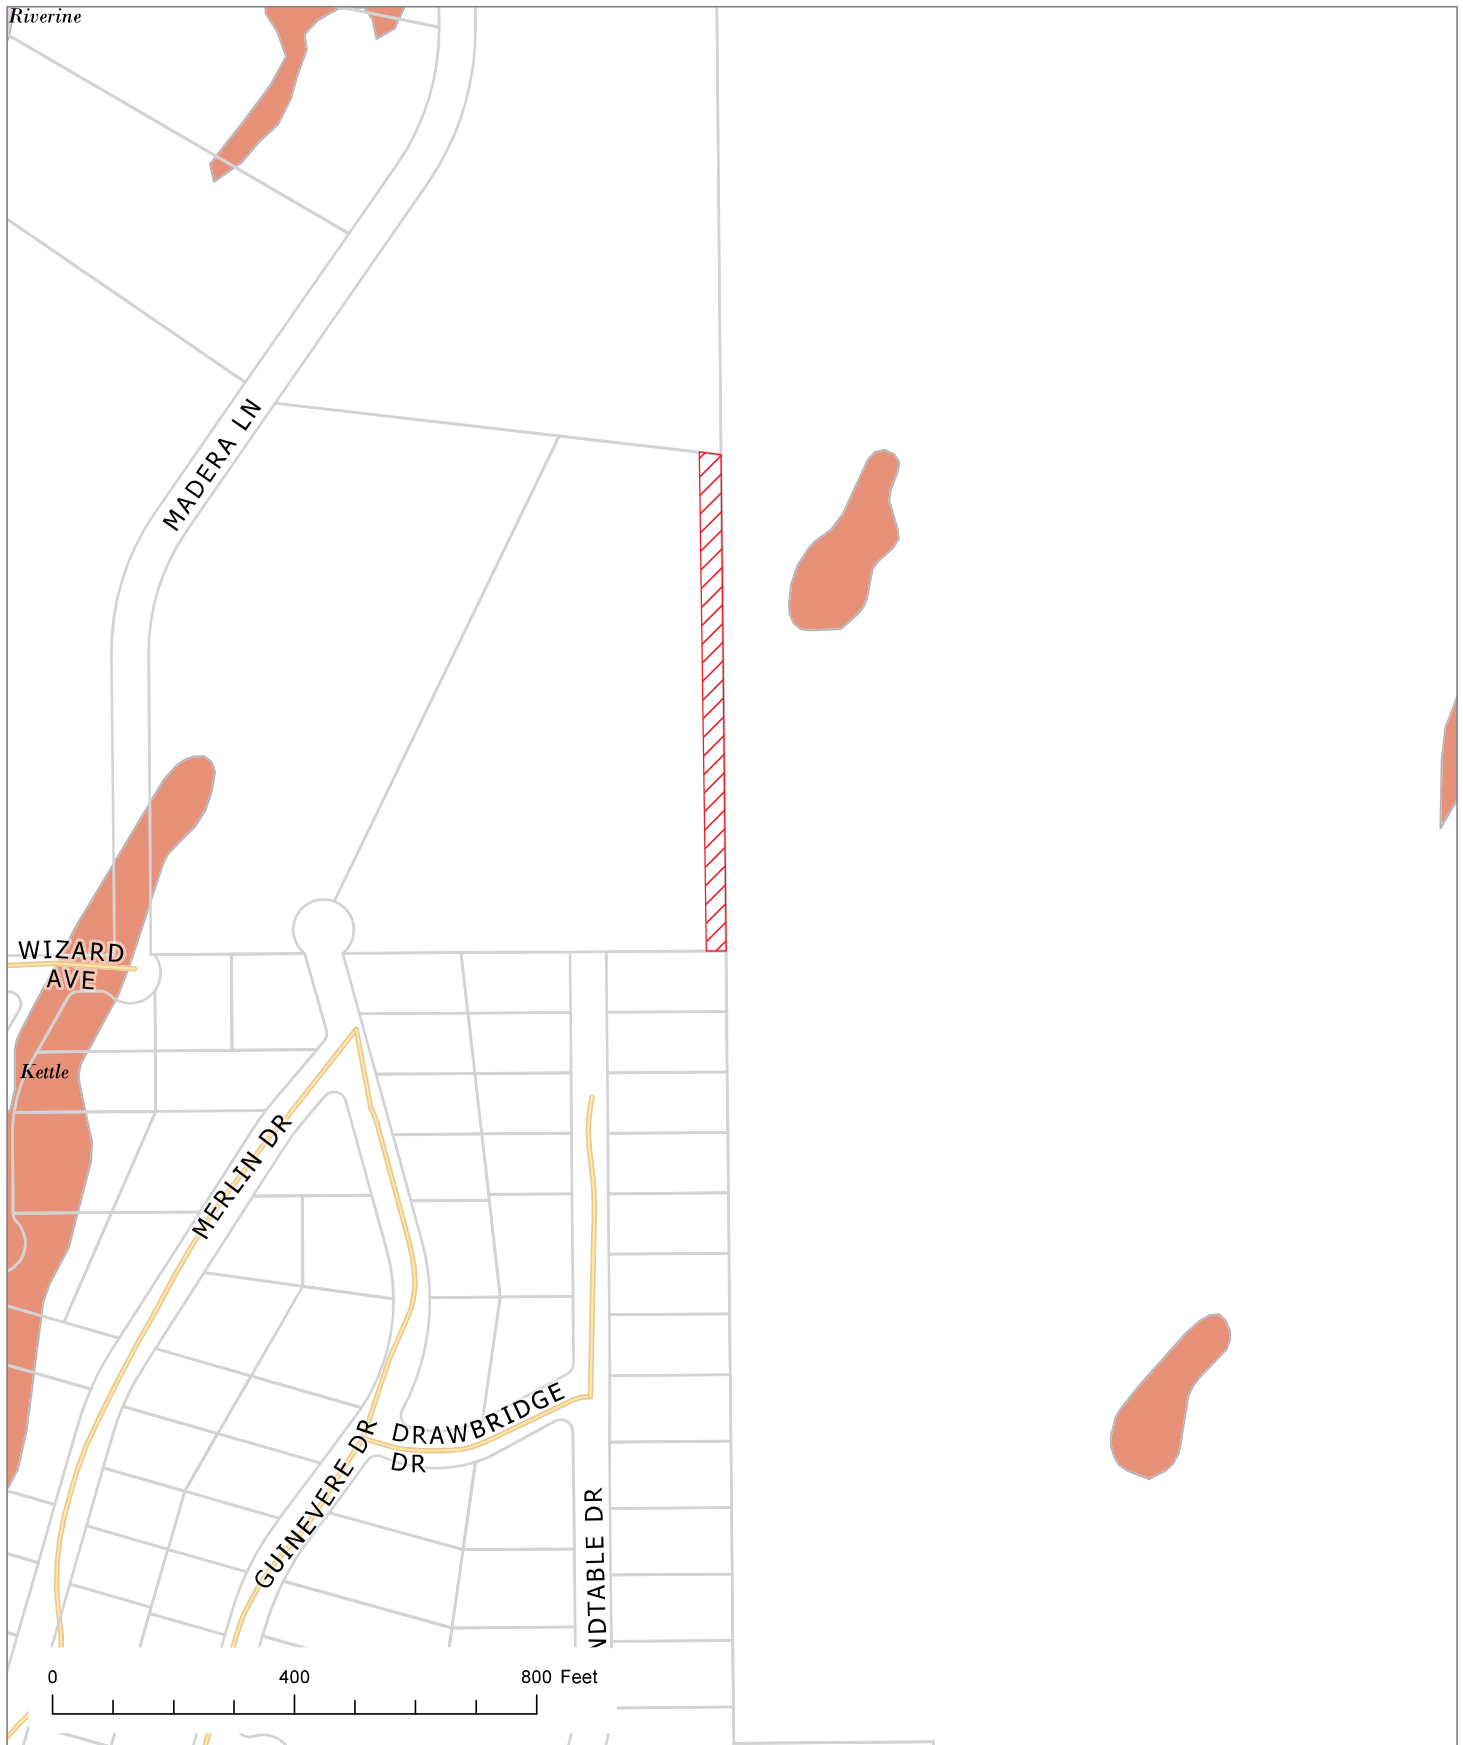 Riverine
MADERA LN
WIZARD
AVE
Kettle
MERLIN DR
DRAWBRIDGE
DR
GUINEVERE DR
NDTABLE DR
0 400 800 Feet